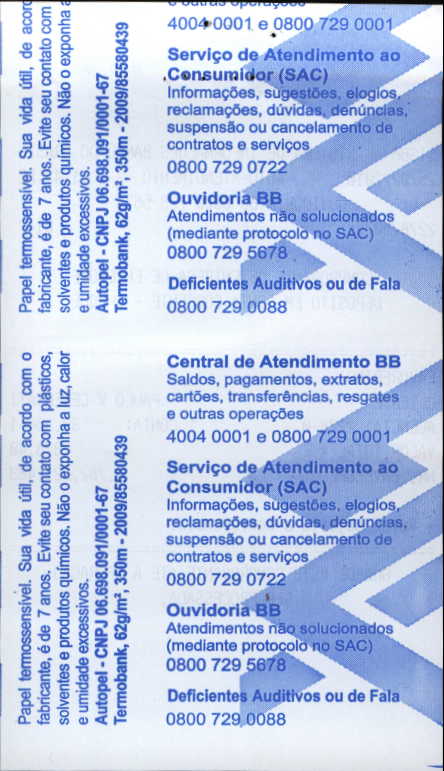 e outras operações
4004 0001 e 0800 729 0001
Serviço de Atendimento ao
Consumidor (SAC)
Informações, sugestões, elogios,
reclamações, dúvidas, denúncias,
suspensão ou cancelamento de
contratos e serviços
0800 729 0722
Ouvidoria BB
Atendimentos não solucionados
(mediante protocolo no SAC)
0800 729 5678
Deficientes Auditivos ou de Fala
0800 729 0088
Papel termossensível. Sua vida útil, de acordo
fabricante, é de 7 anos. Evite seu contato com
solventes e produtos químicos. Não o exponha a
e umidade excessivos.
Autopel - CNPJ 06.698.091/0001-67
Termobank, 62g/m², 350m - 2009/85580439
Central de Atendimento BB
Saldos, pagamentos, extratos,
cartões, transferências, resgates
e outras operações
4004 0001 e 0800 729 0001
Serviço de Atendimento ao
Consumidor (SAC)
Informações, sugestões, elogios,
reclamações, dúvidas, denúncias,
suspensão ou cancelamento de
contratos e serviços
0800 729 0722
Ouvidoria BB
Atendimentos não solucionados
(mediante protocolo no SAC)
0800 729 5678
Deficientes Auditivos ou de Fala
0800 729 0088
Papel termossensível. Sua vida útil, de acordo com o
fabricante, é de 7 anos. Evite seu contato com plásticos,
solventes e produtos químicos. Não o exponha a luz, calor
e umidade excessivos.
Autopel - CNPJ 06.698.091/0001-67
Termobank, 62g/m², 350m - 2009/85580439